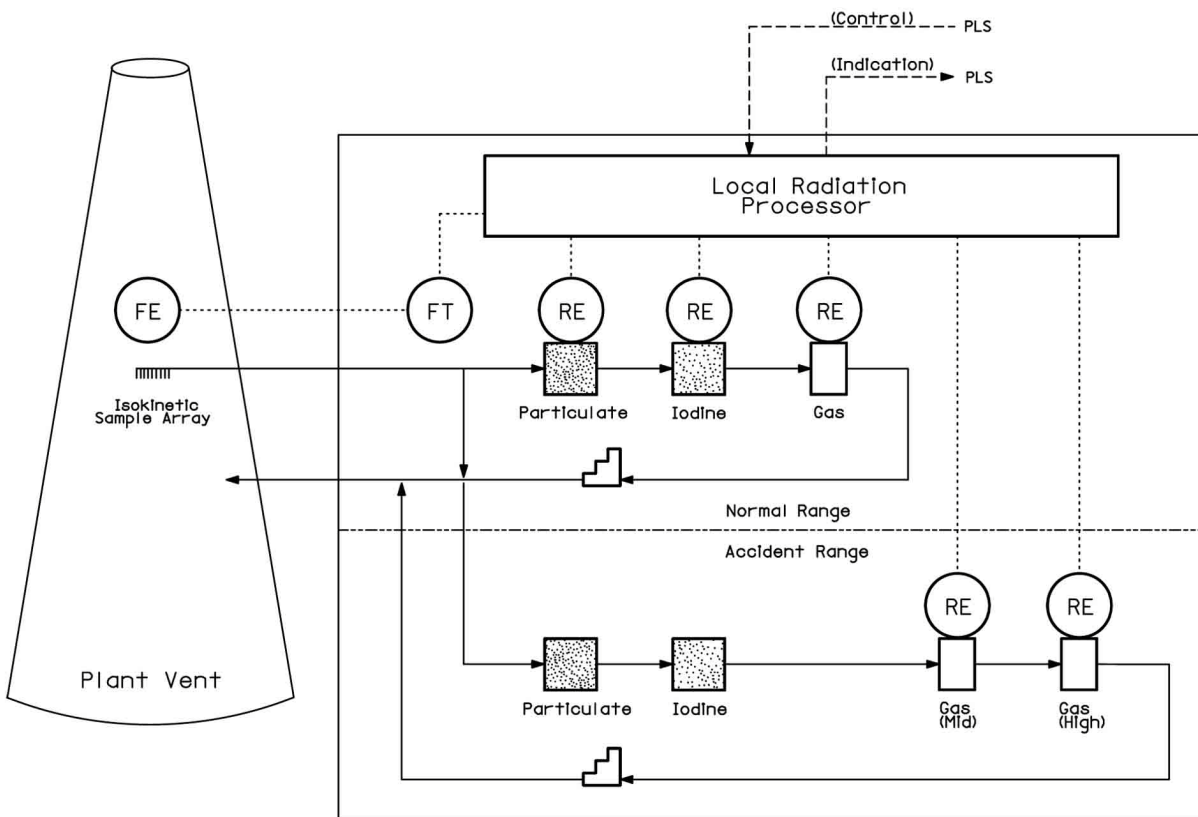 (Control)
PLS
(Indication)
PLS
Local Radiation
Processor
FE
FT
RE
RE
RE
Isokinetic
Sample Array
Particulate
Iodine
Gas
Normal Range
Accident Range
RE
RE
Plant Vent
Particulate
Iodine
Gas
(Mid)
Gas
(High)